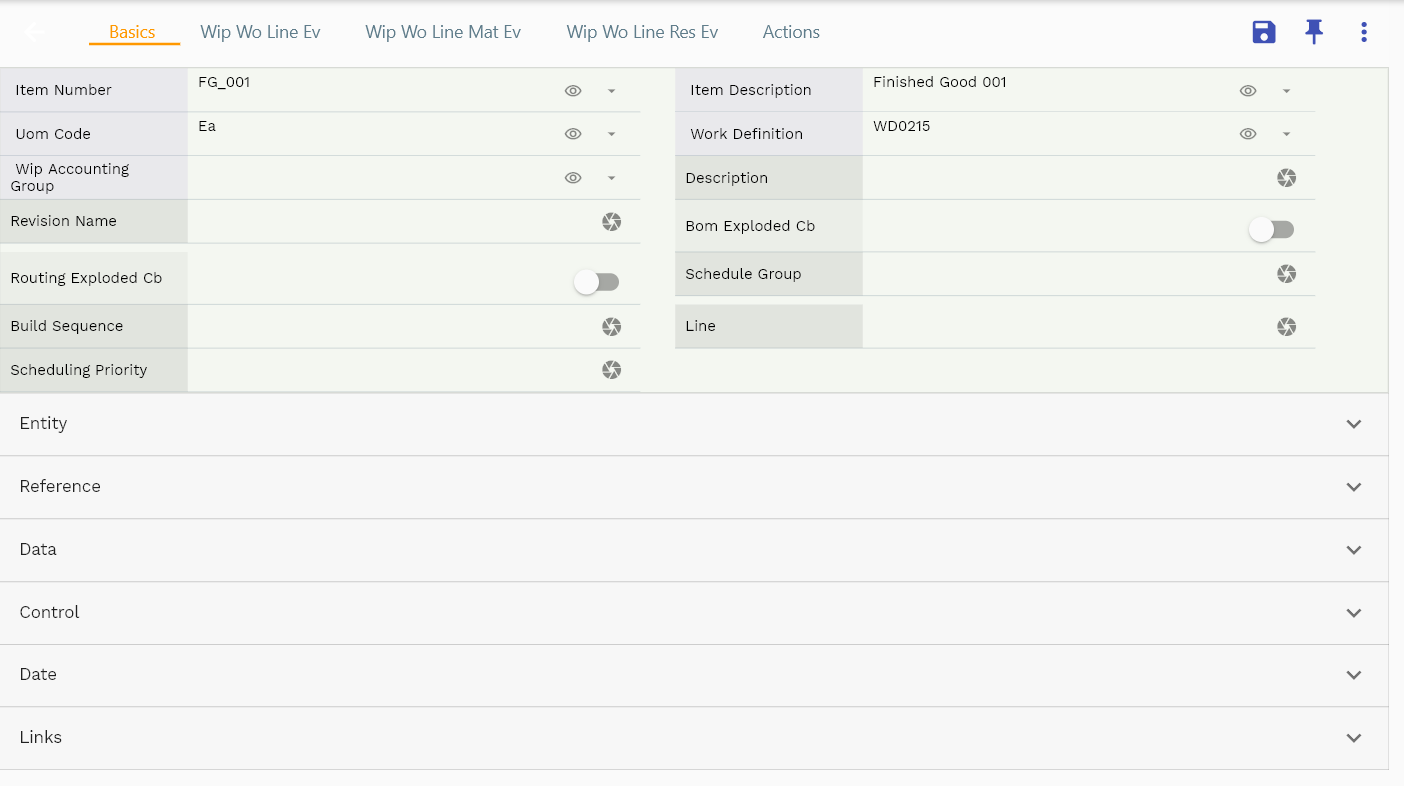 Basics
Wip Wo Line Ev
Wip Wo Line Mat Ev
Wip Wo Line Res Ev
Actions
Item Number
FG_001
Item Description
Finished Good 001
Uom Code
Ea
Work Definition
WD0215
Wip Accounting
Group
Description
Revision Name
Bom Exploded Cb
Routing Exploded Cb
Schedule Group
Build Sequence
Line
Scheduling Priority
Entity
Reference
Data
Control
Date
Links